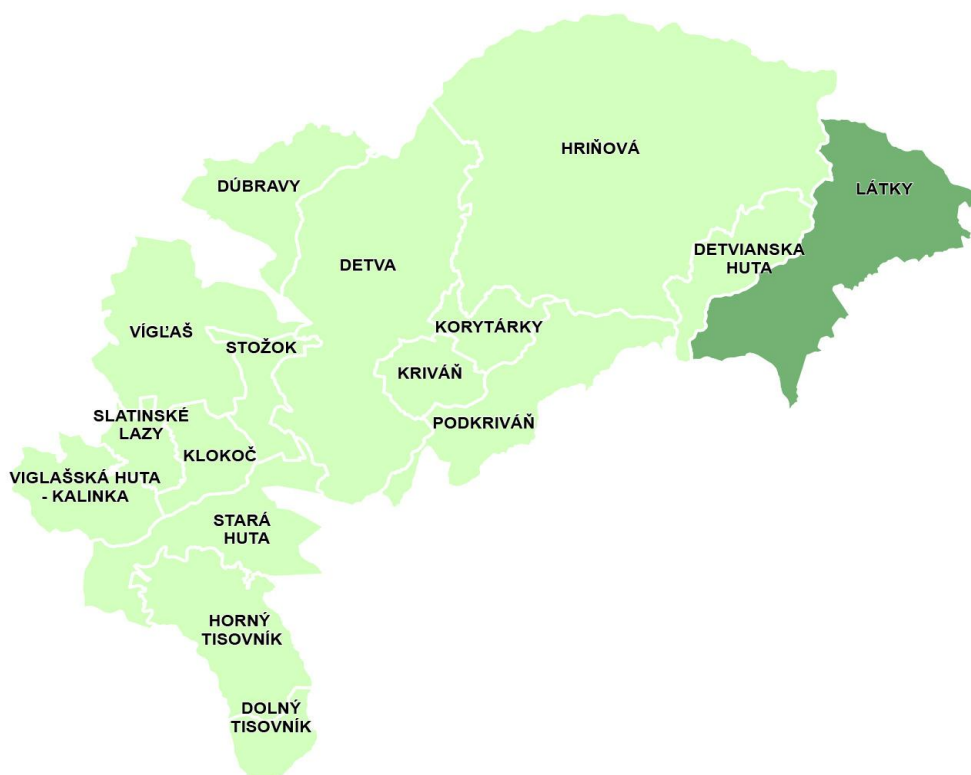 HRIŇOVÁ
DÚBRAVY
LÁTKY
DETVIANSKA
HUTA
DETVA
KORYTÁRKY
VÍGĽAŠ
STOŽOK
KRIVÁŇ
SLATINSKÉ
LAZY
PODKRIVÁŇ
KLOKOČ
VIGLAŠSKÁ HUTA
- KALINKA
STARÁ
HUTA
HORNÝ
TISOVNÍK
DOLNÝ
TISOVNÍK